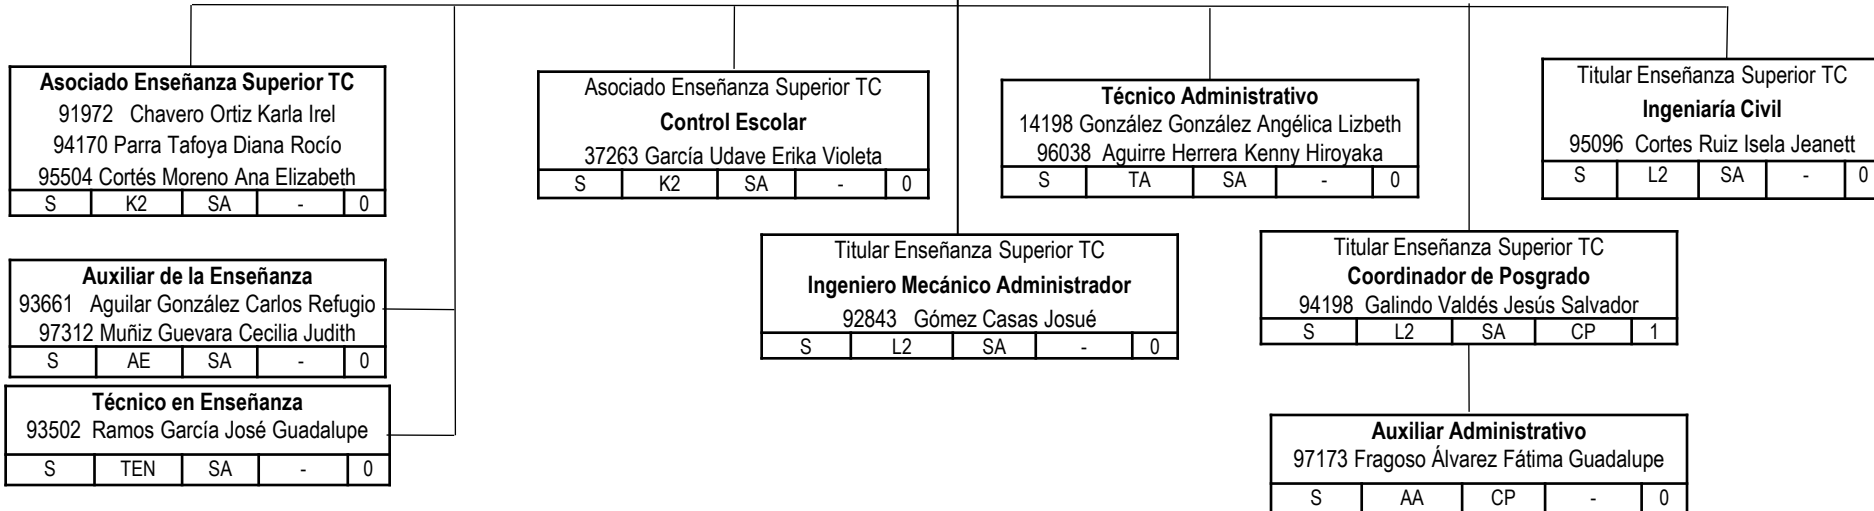 Asociado Enseñanza Superior TC
91972 Chavero Ortiz Karla Irel
94170 Parra Tafoya Diana Rocío
95504 Cortés Moreno Ana Elizabeth
S K2 SA - 0
Asociado Enseñanza Superior TC
Control Escolar
37263 García Udave Erika Violeta
S K2 SA - 0
Técnico Administrativo
14198 González González Angélica Lizbeth
96038 Aguirre Herrera Kenny Hiroyaka
S TA SA - 0
Titular Enseñanza Superior TC
Ingeniaría Civil
95096 Cortes Ruiz Isela Jeanett
S L2 SA - 0
Auxiliar de la Enseñanza
93661 Aguilar González Carlos Refugio
97312 Muñiz Guevara Cecilia Judith
S AE SA - 0
Titular Enseñanza Superior TC
Ingeniero Mecánico Administrador
92843 Gómez Casas Josué
S L2 SA - 0
Titular Enseñanza Superior TC
Coordinador de Posgrado
94198 Galindo Valdés Jesús Salvador
S L2 SA CP 1
Técnico en Enseñanza
93502 Ramos García José Guadalupe
S TEN SA - 0
Auxiliar Administrativo
97173 Fragoso Álvarez Fátima Guadalupe
S AA CP - 0